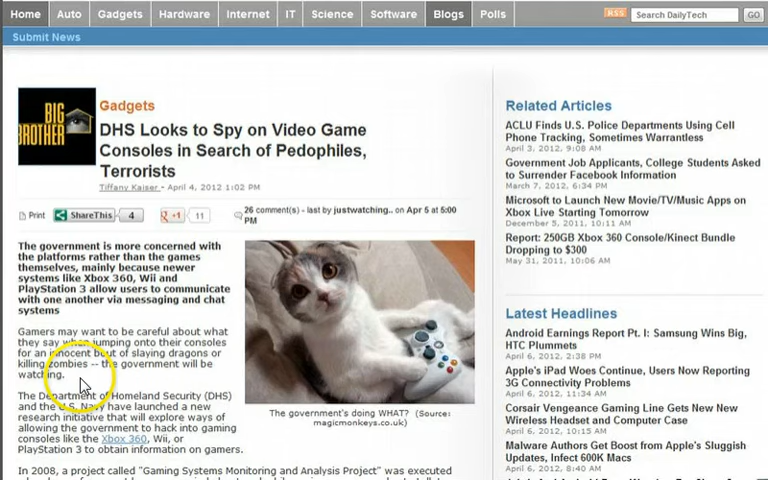 Home Auto Gadgets Hardware Internet IT Science Software Blogs Polls RSS Search DailyTech GO
Submit News
BIG
BROTHER
Gadgets
DHS Looks to Spy on Video Game
Consoles in Search of Pedophiles,
Terrorists
Tiffany Kaiser - April 4, 2012 1:02 PM
Print ShareThis 4 +1 11 26 comment(s) - last by justwatching.. on Apr 5 at 5:00
PM
The government is more concerned with
the platforms rather than the games
themselves, mainly because newer
systems like Xbox 360, Wii and
PlayStation 3 allow users to communicate
with one another via messaging and chat
systems
Gamers may want to be careful about what
they say when jumping onto their consoles
for an innocent bout of slaying dragons or
killing zombies -- the government will be
watching.
The Department of Homeland Security (DHS)
and the U.S. Navy have launched a new
research initiative that will explore ways of
allowing the government to hack into gaming
consoles like the Xbox 360, Wii, or
PlayStation 3 to obtain information on gamers.
In 2008, a project called "Gaming Systems Monitoring and Analysis Project" was executed
The government's doing WHAT? (Source:
magicmonkeys.co.uk)
Related Articles
ACLU Finds U.S. Police Departments Using Cell
Phone Tracking, Sometimes Warrantless
April 3, 2012, 9:08 AM
Government Job Applicants, College Students Asked
to Surrender Facebook Information
March 7, 2012, 6:34 PM
Microsoft to Launch New Movie/TV/Music Apps on
Xbox Live Starting Tomorrow
December 5, 2011, 10:11 AM
Report: 250GB Xbox 360 Console/Kinect Bundle
Dropping to $300
May 31, 2011, 10:06 AM
Latest Headlines
Android Earnings Report Pt. I: Samsung Wins Big,
HTC Plummets
April 6, 2012, 2:38 PM
Apple's iPad Woes Continue, Users Now Reporting
3G Connectivity Problems
April 6, 2012, 11:34 AM
Corsair Vengeance Gaming Line Gets New New
Wireless Headset and Computer Case
April 6, 2012, 10:15 AM
Malware Authors Get Boost from Apple's Sluggish
Updates, Infect 600K Macs
April 6, 2012, 8:40 AM